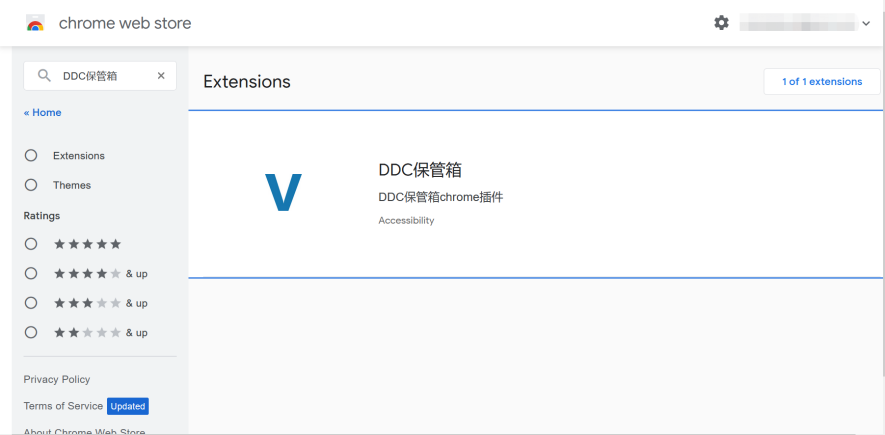 chrome web store
DDC保管箱
« Home
Extensions
Themes
Ratings
& up
& up
& up
Privacy Policy
Terms of Service Updated
About Chrome Web Store
Extensions
1 of 1 extensions
V
DDC保管箱
DDC保管箱chrome插件
Accessibility